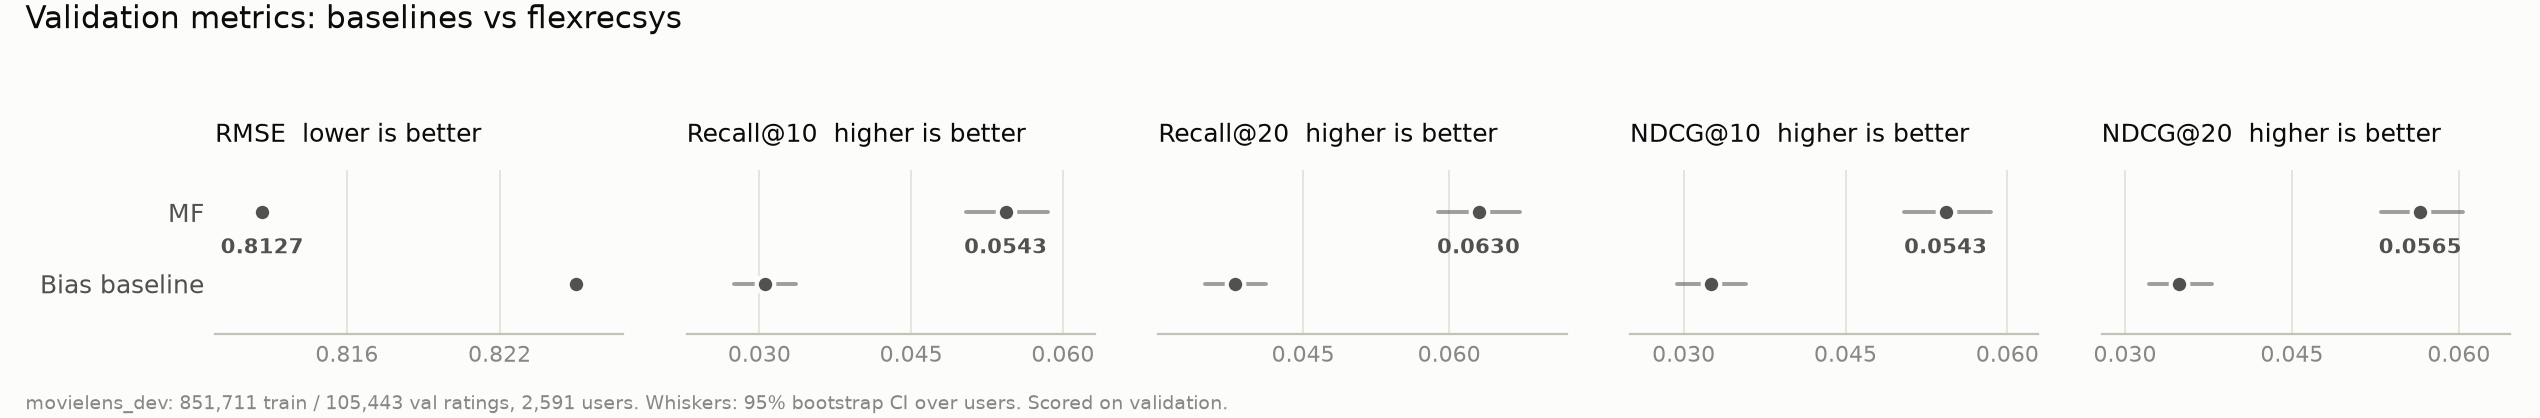 Validation metrics: baselines vs flexrecsys
RMSE  lower is better
Recall@10  higher is better
Recall@20  higher is better
NDCG@10  higher is better
NDCG@20  higher is better
MF
0.8127
0.0543
0.0630
0.0543
0.0565
Bias baseline
0.816 0.822
0.030 0.045 0.060
0.045 0.060
0.030 0.045 0.060
0.030 0.045 0.060
movielens_dev: 851,711 train / 105,443 val ratings, 2,591 users. Whiskers: 95% bootstrap CI over users. Scored on validation.